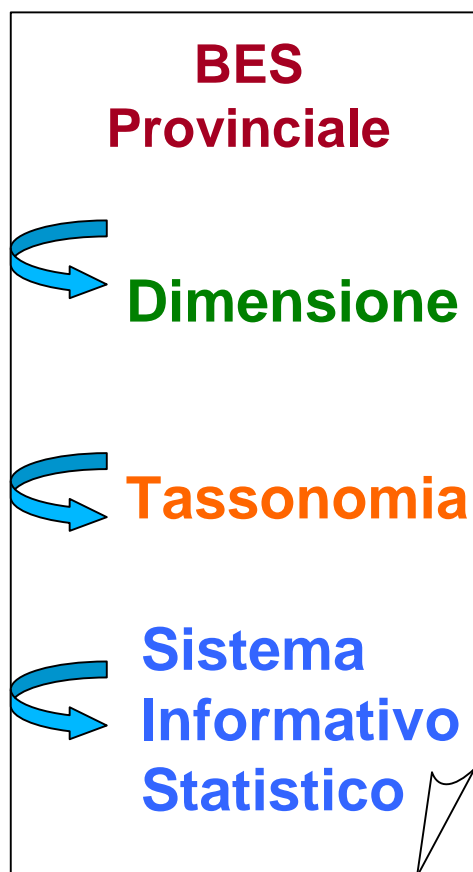 BES
Provinciale
Dimensione
Tassonomia
Sistema
Informativo
Statistico